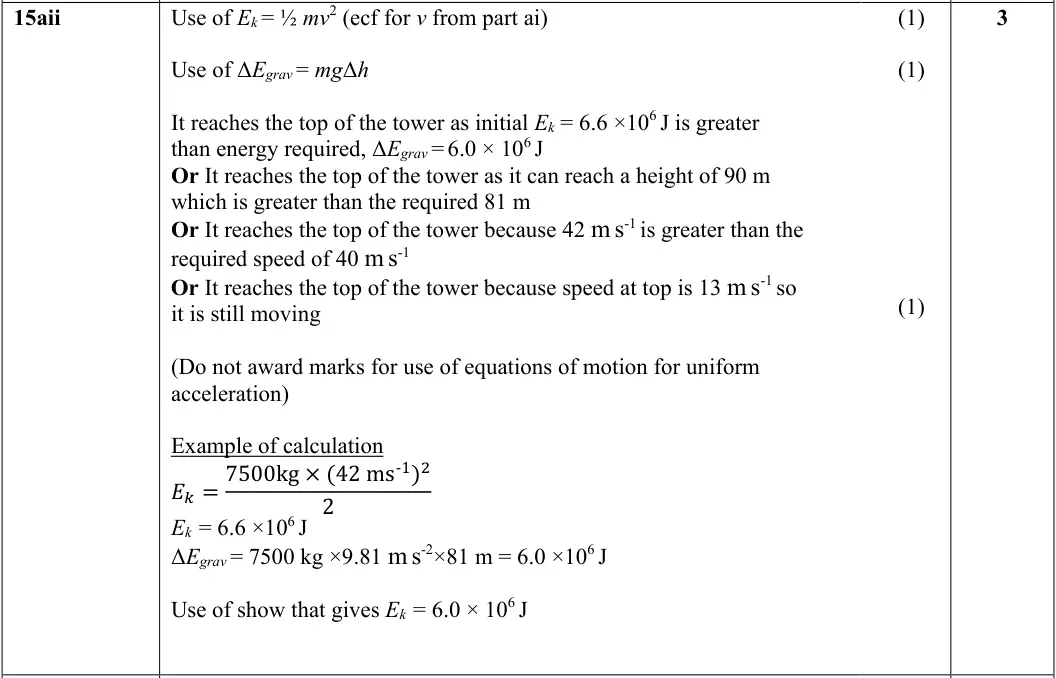 15aii Use of Eₖ = ½ mv² (ecf for v from part ai) (1) 3
Use of ΔE_grav = mgΔh (1)
It reaches the top of the tower as initial Eₖ = 6.6 ×10⁶ J is greater
than energy required, ΔE_grav = 6.0 × 10⁶ J
Or It reaches the top of the tower as it can reach a height of 90 m
which is greater than the required 81 m
Or It reaches the top of the tower because 42 m s⁻¹ is greater than the
required speed of 40 m s⁻¹
Or It reaches the top of the tower because speed at top is 13 m s⁻¹ so
it is still moving (1)
(Do not award marks for use of equations of motion for uniform
acceleration)
Example of calculation
Eₖ = 7500kg × (42 ms⁻¹)² / 2
Eₖ = 6.6 ×10⁶ J
ΔE_grav = 7500 kg ×9.81 m s⁻²×81 m = 6.0 ×10⁶ J
Use of show that gives Eₖ = 6.0 × 10⁶ J